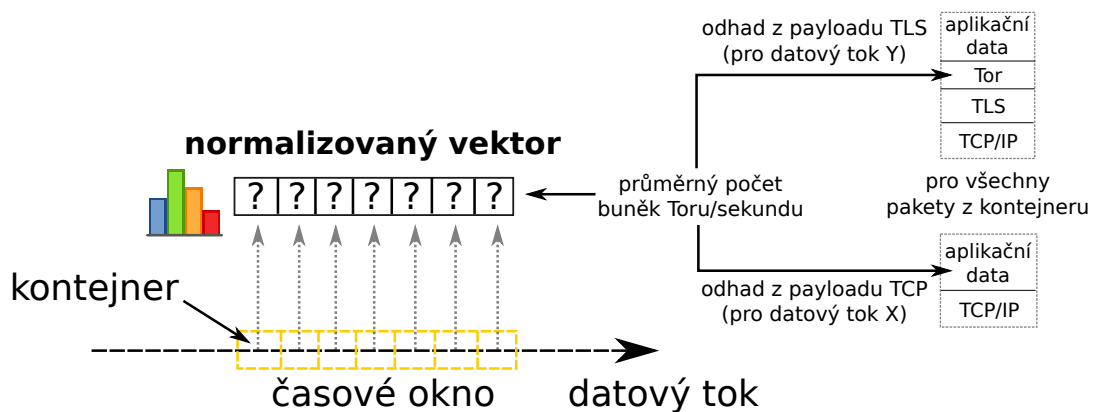 odhad z payloadu TLS
(pro datový tok Y)
aplikační
data
Tor
TLS
TCP/IP
normalizovaný vektor
? ? ? ? ? ? ?
průměrný počet
buněk Toru/sekundu
pro všechny
pakety z kontejneru
aplikační
data
TCP/IP
odhad z payloadu TCP
(pro datový tok X)
kontejner
časové okno
datový tok